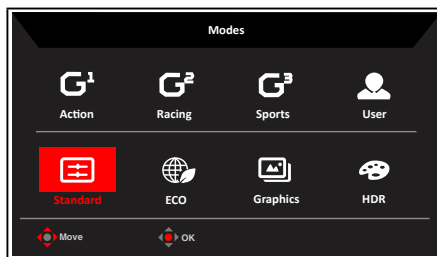 Modes
G¹ G² G³
Action Racing Sports User
Standard ECO Graphics HDR
Move OK